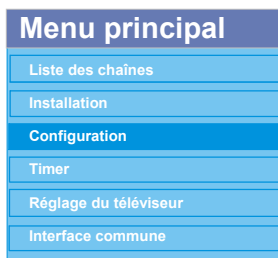 Menu principal
Liste des chaînes
Installation
Configuration
Timer
Réglage du téléviseur
Interface commune